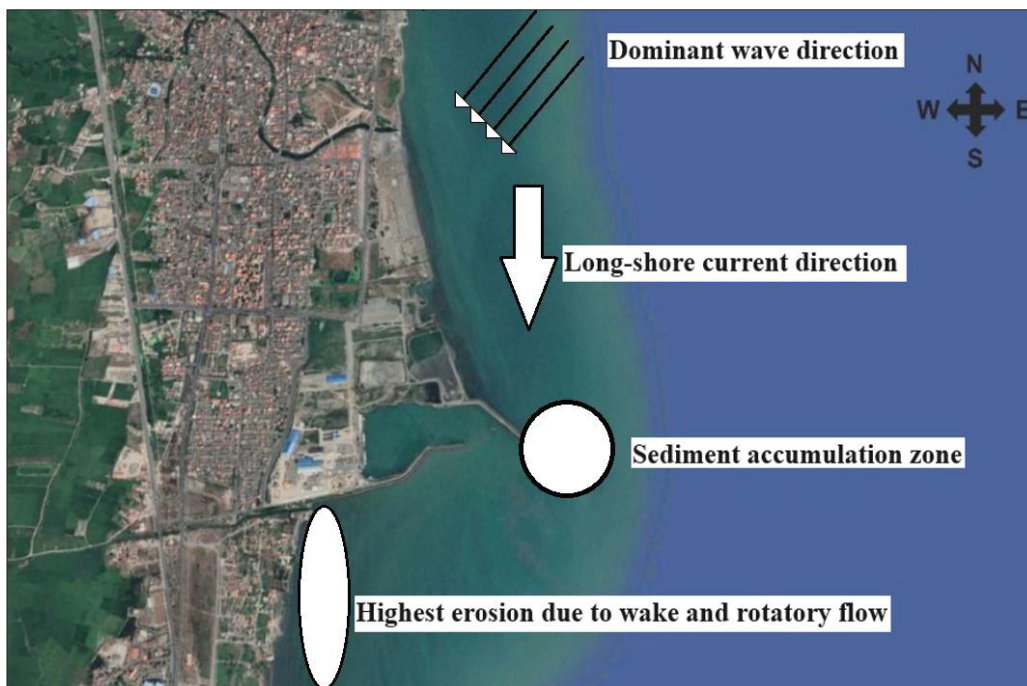 Dominant wave direction
N
W E
S
Long-shore current direction
Sediment accumulation zone
Highest erosion due to wake and rotatory flow